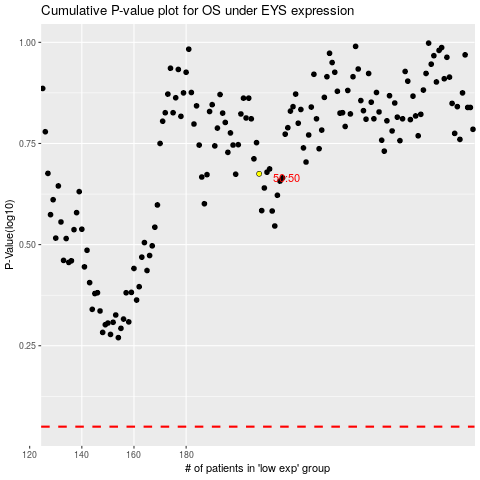 Cumulative P-value plot for OS under EYS expression
P-Value(log10)
1.00
0.75
0.50
0.25
50:50
120 140 160 180
# of patients in 'low exp' group